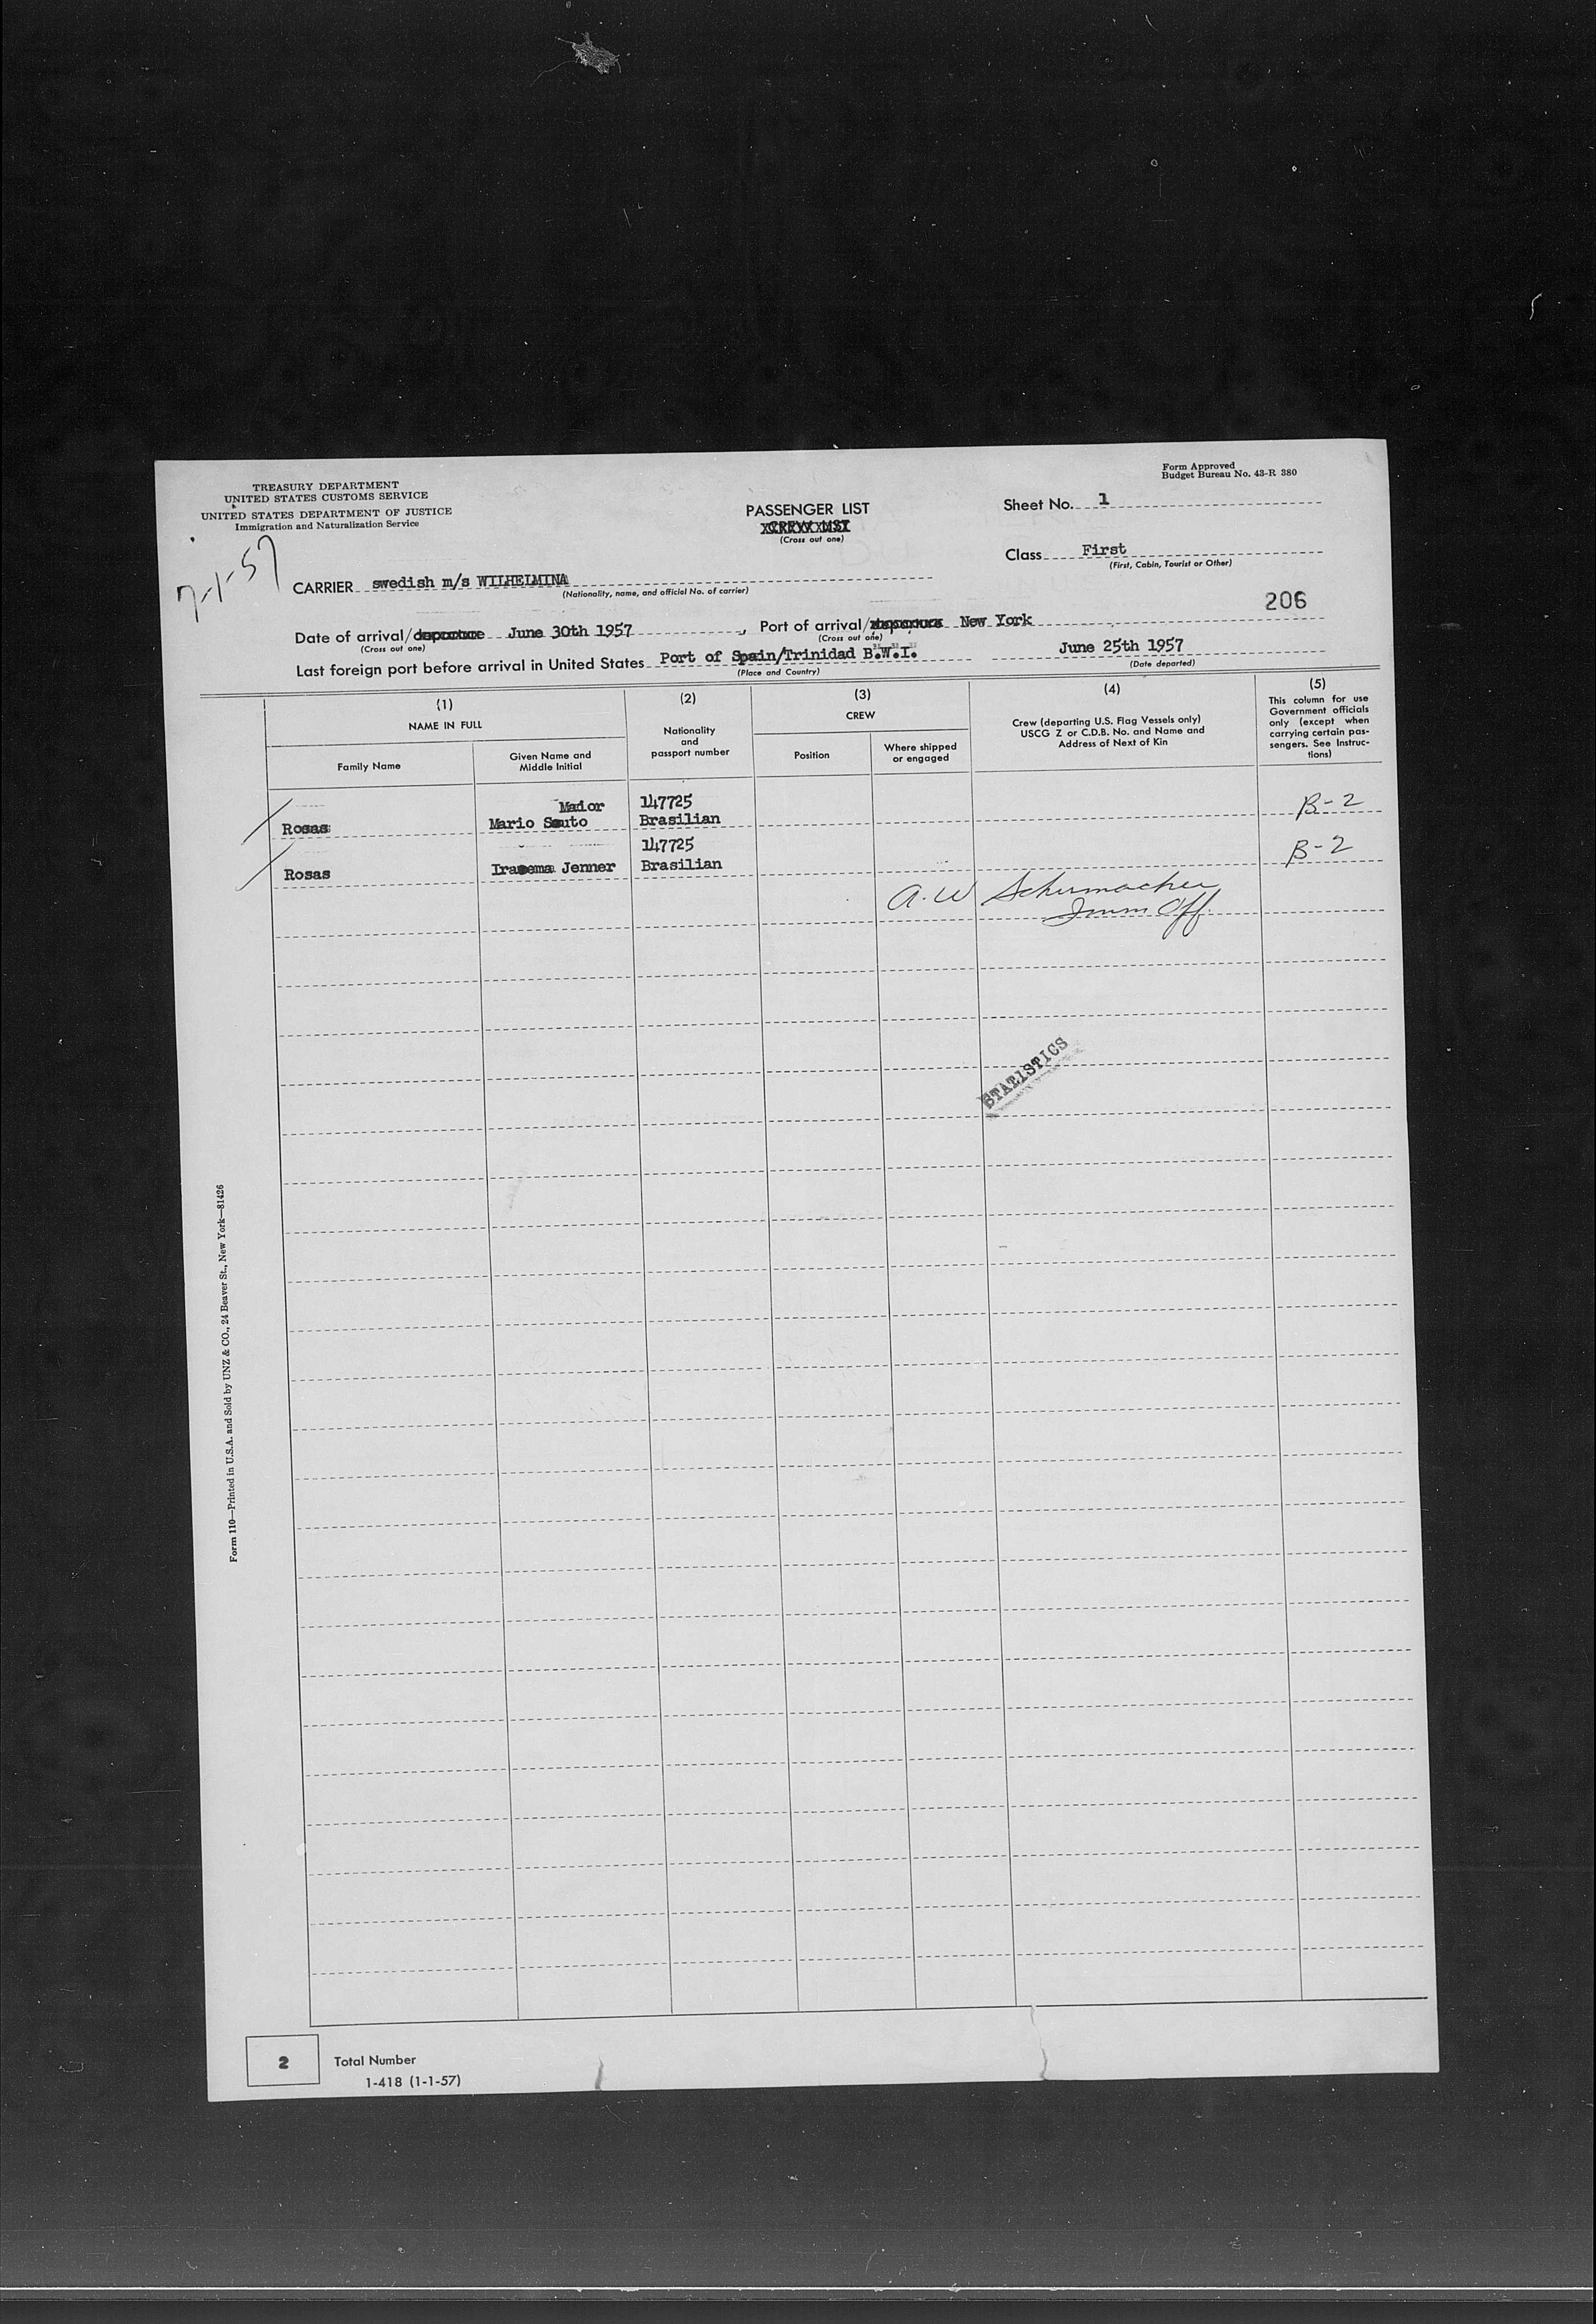 Form Approved
Budget Bureau No. 43-R 380
TREASURY DEPARTMENT
UNITED STATES CUSTOMS SERVICE
UNITED STATES DEPARTMENT OF JUSTICE
Immigration and Naturalization Service
PASSENGER LIST
CREW LIST
(Cross out one)
Sheet No. 1
Class First
(First, Cabin, Tourist or Other)
7-1-57
CARRIER swedish m/s WILHELMINA
(Nationality, name, and official No. of carrier)
206
Date of arrival/departure June 30th 1957, Port of arrival/departure New York
(Cross out one) (Cross out one)
Last foreign port before arrival in United States Port of Spain/Trinidad B.W.I. June 25th 1957
(Place and Country) (Date departed)
(1) (2) (3) (4) (5)
NAME IN FULL
Family Name
Given Name and
Middle Initial
Nationality
and
passport number
CREW
Position
Where shipped
or engaged
Crew (departing U.S. Flag Vessels only)
USCG Z or C.D.B. No. and Name and
Address of Next of Kin
This column for use
Government officials
only (except when
carrying certain pas-
sengers. See Instruc-
tions)
Maior 147725
Rosas Mario Souto Brasilian B-2
147725
Rosas Iracema Jenner Brasilian B-2
A. W Schumacher
Imm Off.
STATISTICS
Form 110—Printed in U.S.A. and Sold by UNZ & CO., 24 Beaver St., New York—81426
2 Total Number
1-418 (1-1-57)